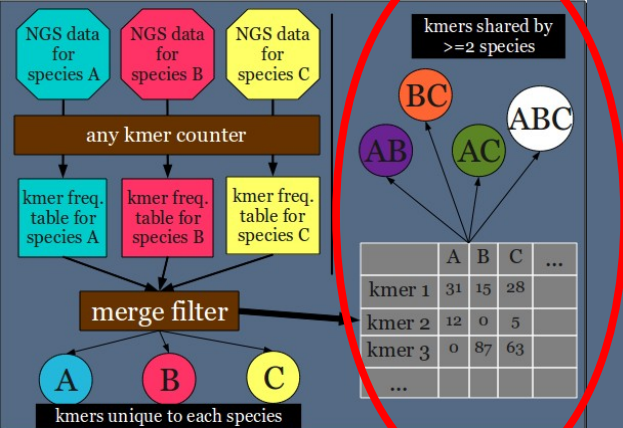 NGS data
for
species A
NGS data
for
species B
NGS data
for
species C
any kmer counter
kmer freq.
table for
species A
kmer freq.
table for
species B
kmer freq.
table for
species C
merge filter
A
B
C
kmers unique to each species
kmers shared by
>=2 species
BC
ABC
AB
AC
A B C ...
kmer 1 31 15 28
kmer 2 12 0 5
kmer 3 0 87 63
...